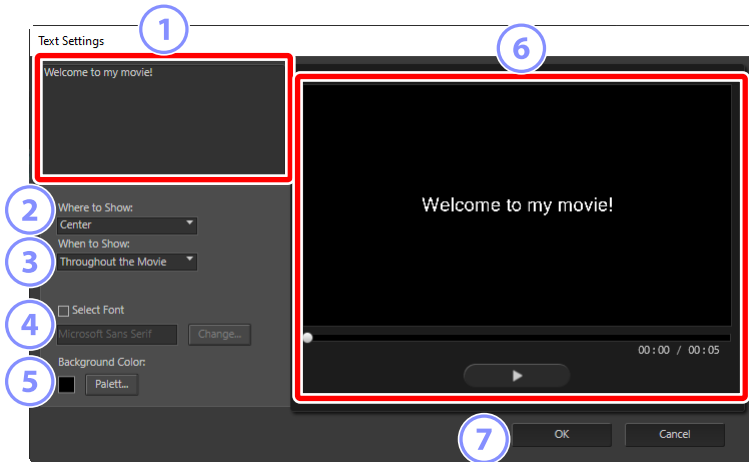 1
Text Settings
6
Welcome to my movie!
Welcome to my movie!
2
Where to Show:
Center
When to Show:
3
Throughout the Movie
Select Font
4
Microsoft Sans Serif
Change...
00:00 / 00:05
Background Color:
5
Palett...
7
OK
Cancel